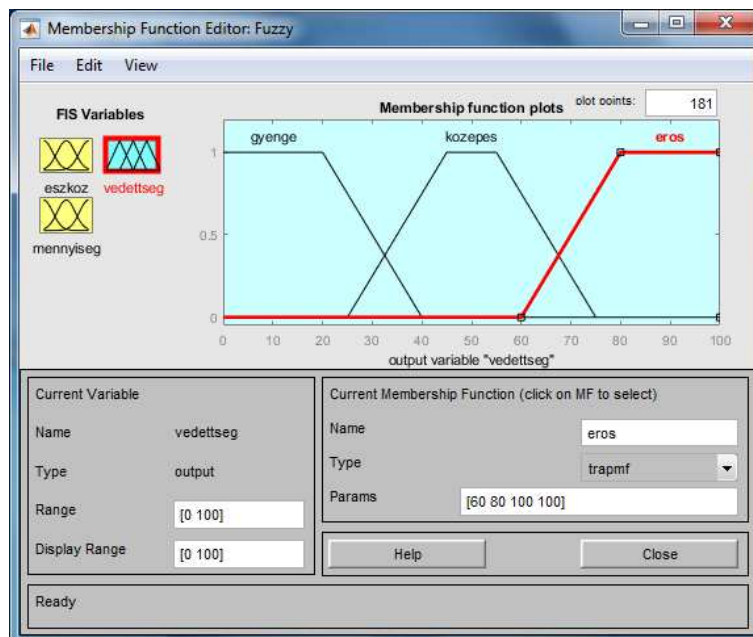 Membership Function Editor: Fuzzy
File Edit View
FIS Variables
eszkoz
vedettseg
mennyiseg
Membership function plots
plot points:
181
gyenge
kozepes
eros
1
0.5
0
0 10 20 30 40 50 60 70 80 90 100
output variable "vedettseg"
Current Variable
Name vedettseg
Type output
Range [0 100]
Display Range [0 100]
Current Membership Function (click on MF to select)
Name eros
Type trapmf
Params [60 80 100 100]
Help
Close
Ready